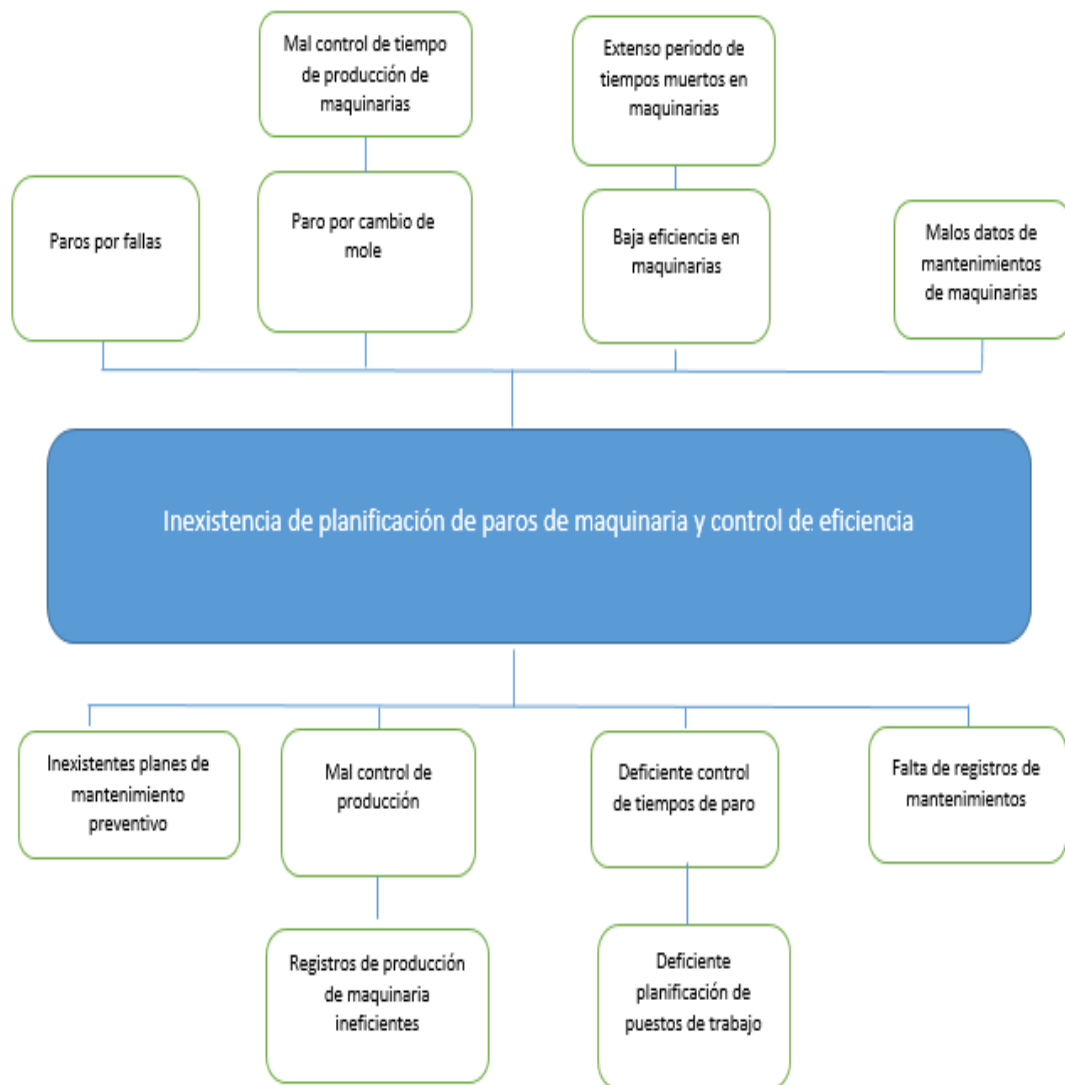 Mal control de tiempo
de producción de
maquinarias
Extenso periodo de
tiempos muertos en
maquinarias
Paros por fallas
Paro por cambio de
mole
Baja eficiencia en
maquinarias
Malos datos de
mantenimientos
de maquinarias
Inexistencia de planificación de paros de maquinaria y control de eficiencia
Inexistentes planes de
mantenimiento
preventivo
Mal control de
producción
Deficiente control
de tiempos de paro
Falta de registros de
mantenimientos
Registros de producción
de maquinaria
ineficientes
Deficiente
planificación de
puestos de trabajo